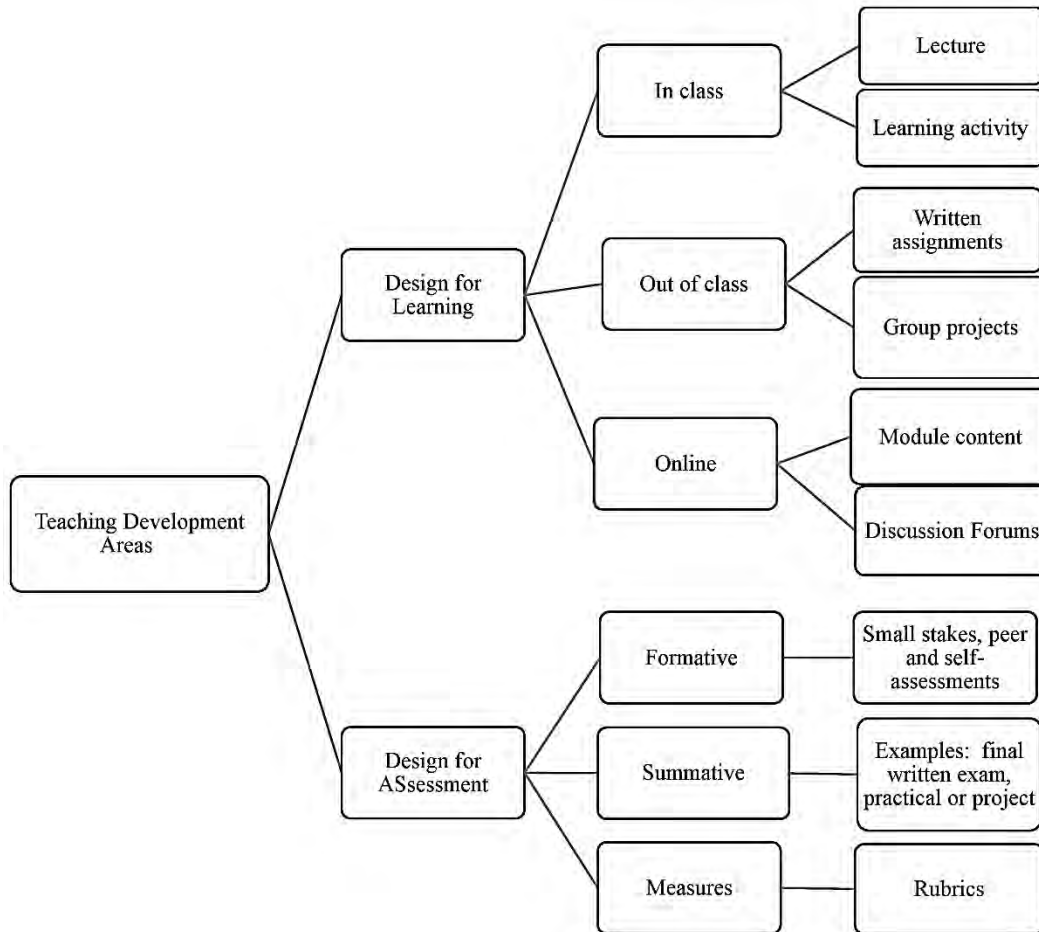 Teaching Development
Areas
Design for
Learning
In class
Lecture
Learning activity
Out of class
Written
assignments
Group projects
Online
Module content
Discussion Forums
Design for
ASsessment
Formative
Small stakes, peer
and self-
assessments
Summative
Examples:  final
written exam,
practical or project
Measures
Rubrics